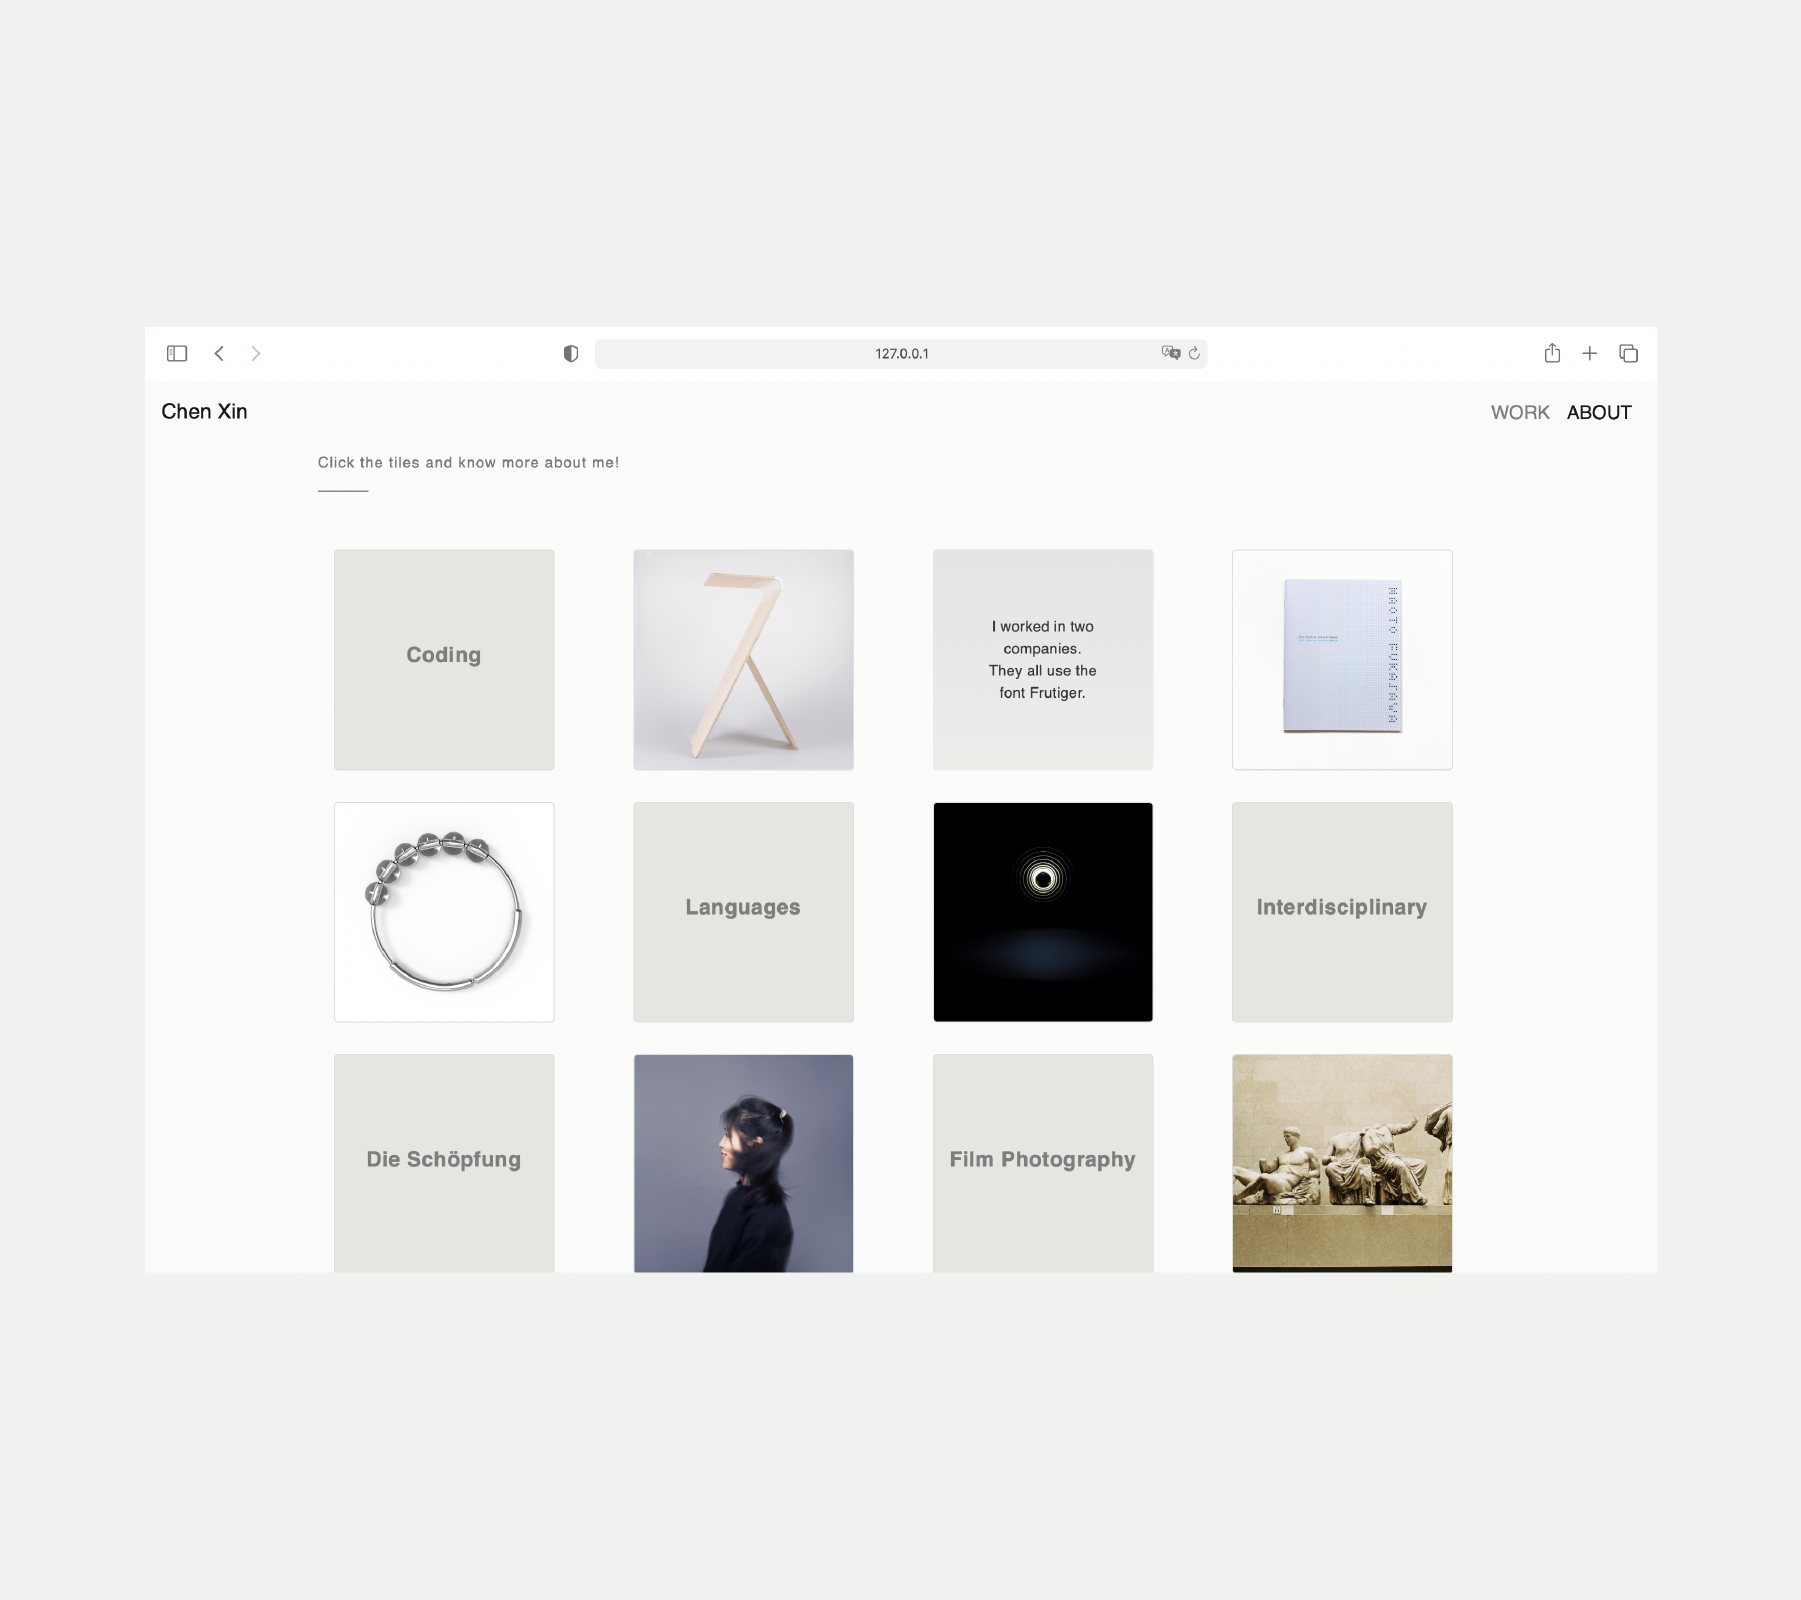 127.0.0.1
Chen Xin
WORK ABOUT
Click the tiles and know more about me!
Coding
I worked in two
companies.
They all use the
font Frutiger.
Languages
Interdisciplinary
Die Schöpfung
Film Photography